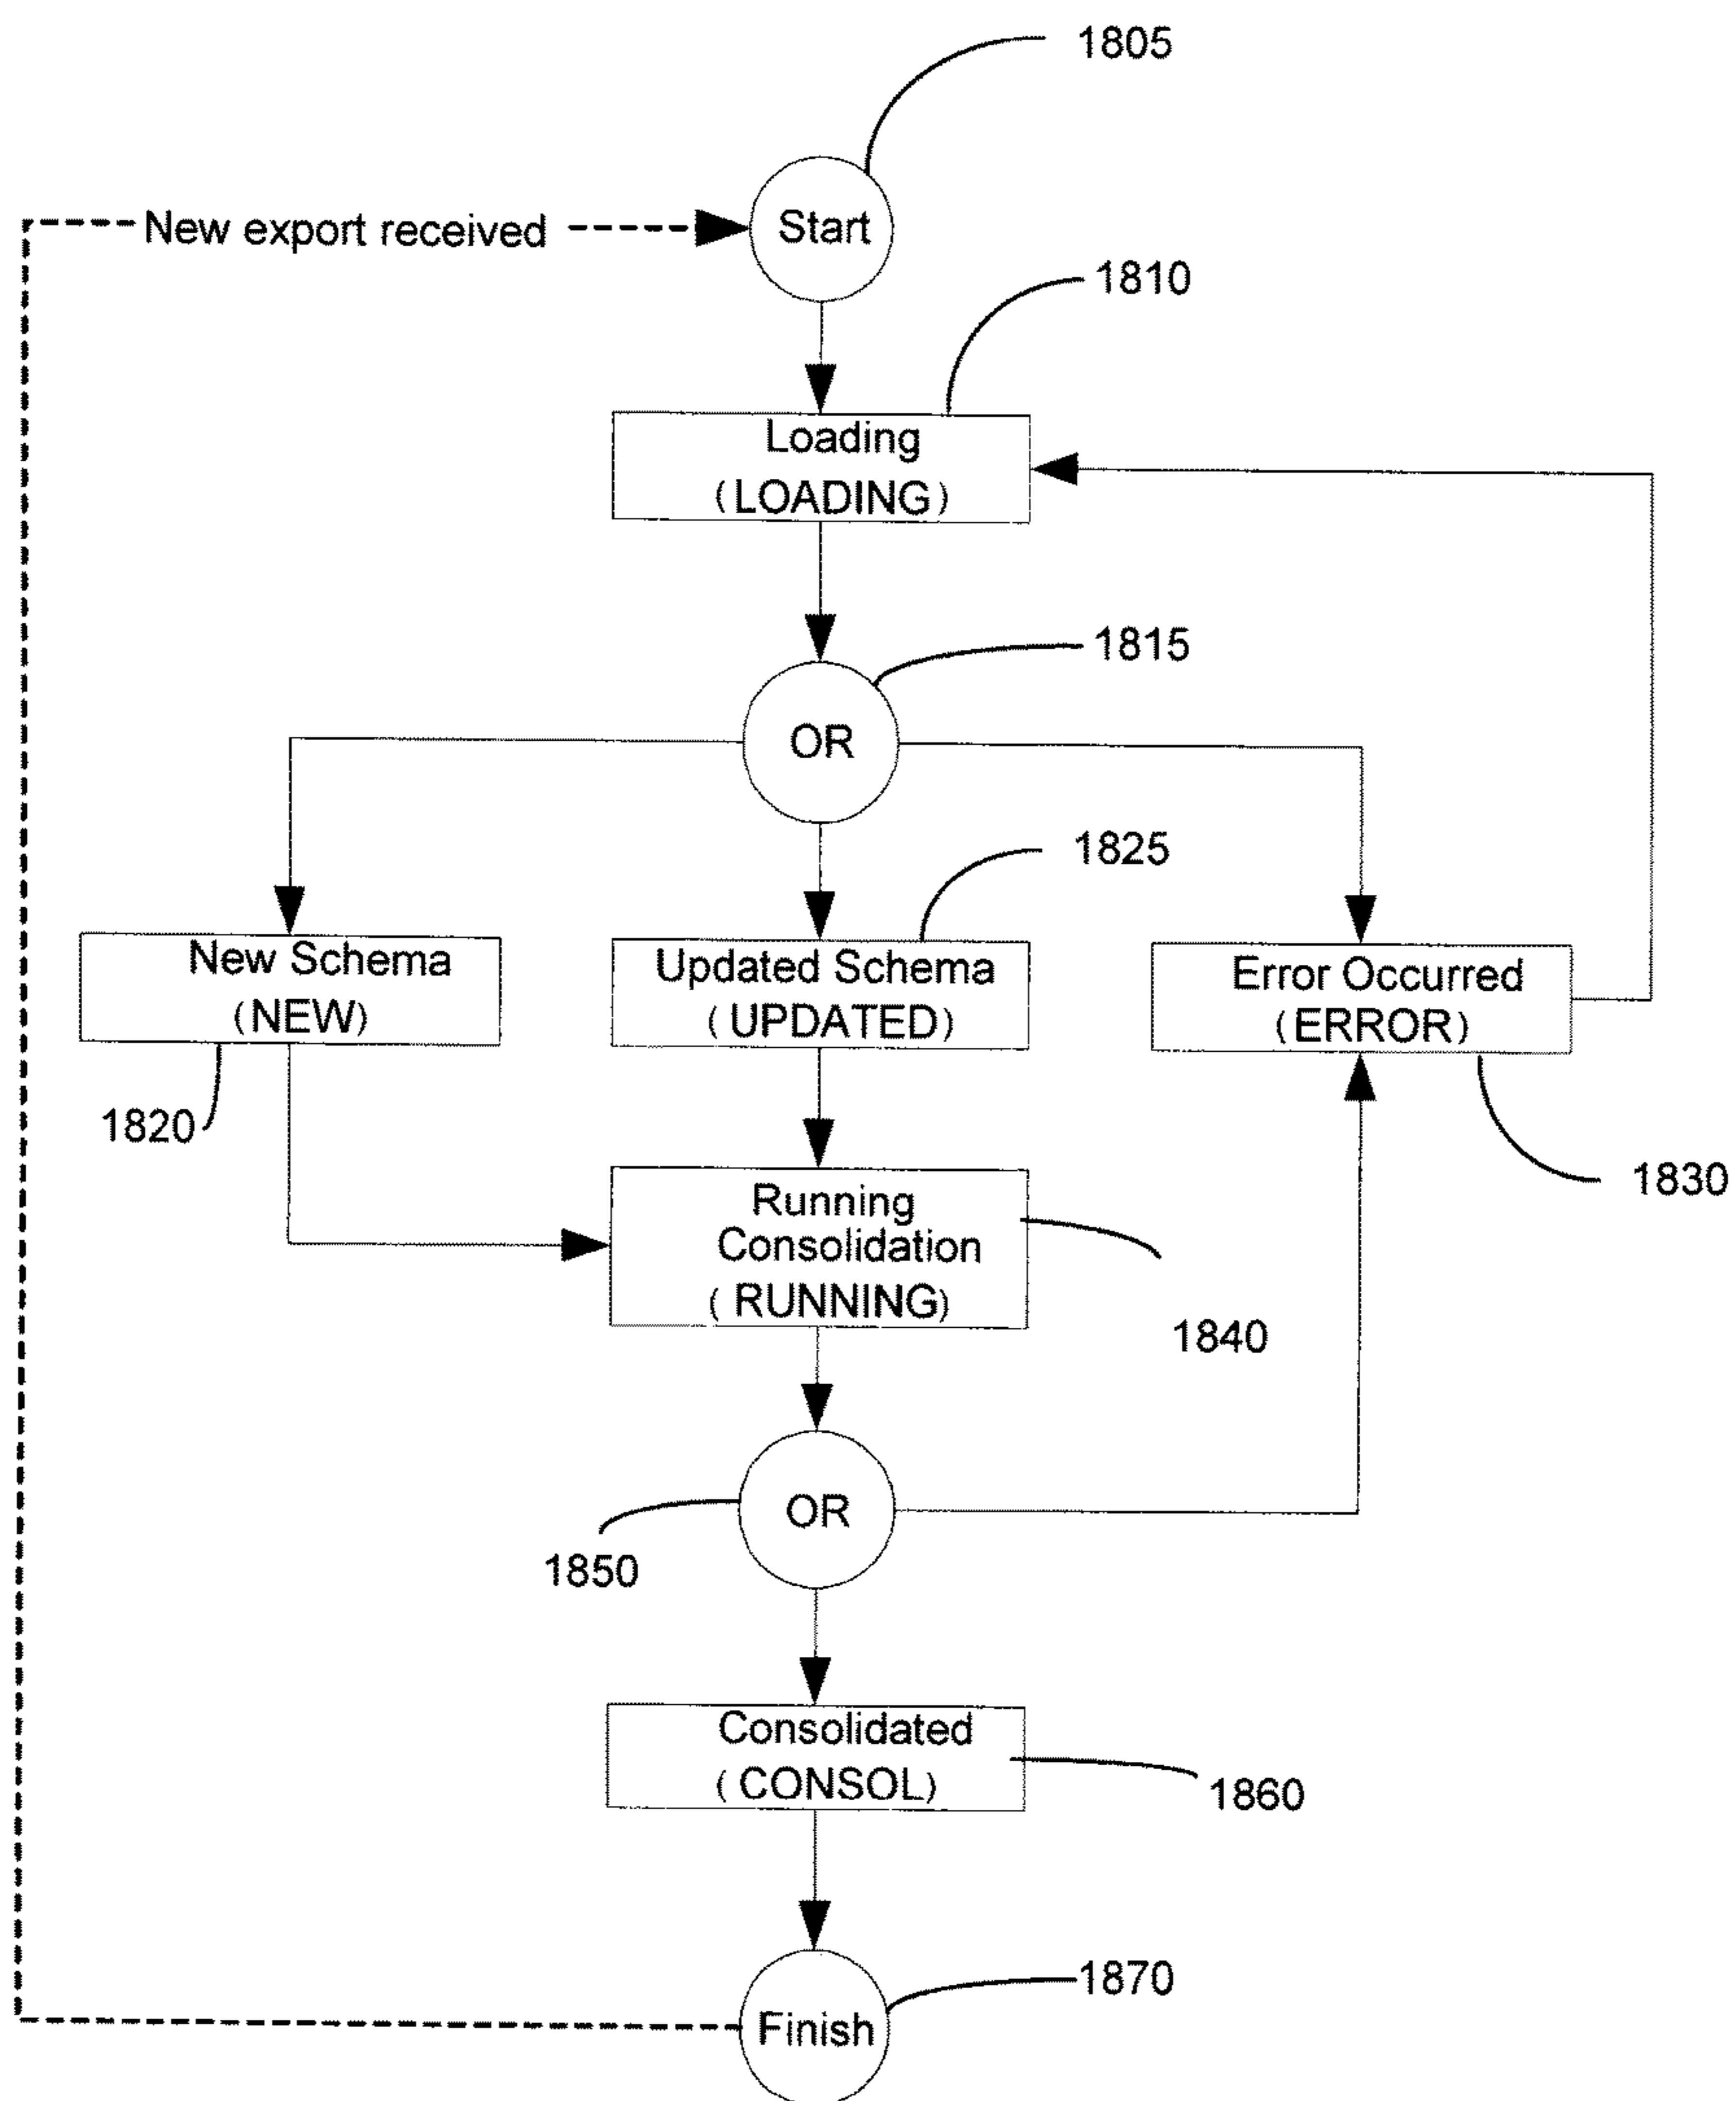 1805
New export received
Start
1810
Loading
(LOADING)
1815
OR
1825
New Schema
(NEW)
Updated Schema
(UPDATED)
Error Occurred
(ERROR)
1820
1830
Running
Consolidation
(RUNNING)
1840
OR
1850
Consolidated
(CONSOL)
1860
1870
Finish